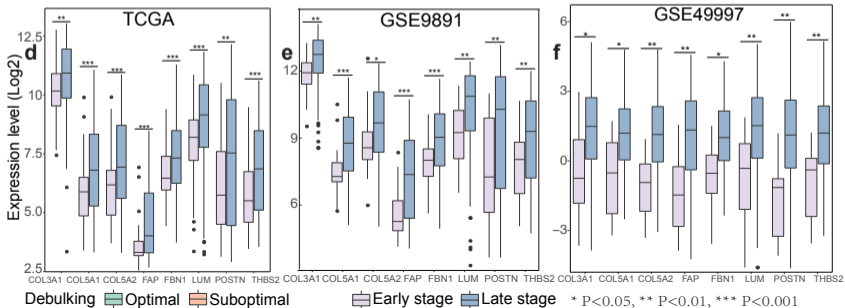 TCGA
GSE9891
GSE49997
d
e
f
Expression level (Log2)
12.5
10.0
7.5
5.0
2.5
** *** *** *** *** *** ** ***
COL3A1 COL5A1 COL5A2 FAP FBN1 LUM POSTN THBS2
12
9
6
** *** * *** *** ** ** **
COL3A1 COL5A1 COL5A2 FAP FBN1 LUM POSTN THBS2
6
3
0
−3
* * ** ** * ** ** **
COL3A1 COL5A1 COL5A2 FAP FBN1 LUM POSTN THBS2
Debulking Optimal Suboptimal Early stage Late stage * P<0.05, ** P<0.01, *** P<0.001